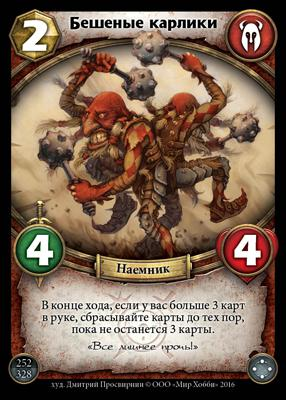 2
Бешеные карлики
4
Наемник
4
В конце хода, если у вас больше 3 карт
в руке, сбрасывайте карты до тех пор,
пока не останется 3 карты.
«Все лишнее прочь!»
252
328
худ. Дмитрий Просвирнин © ООО «Мир Хобби» 2016